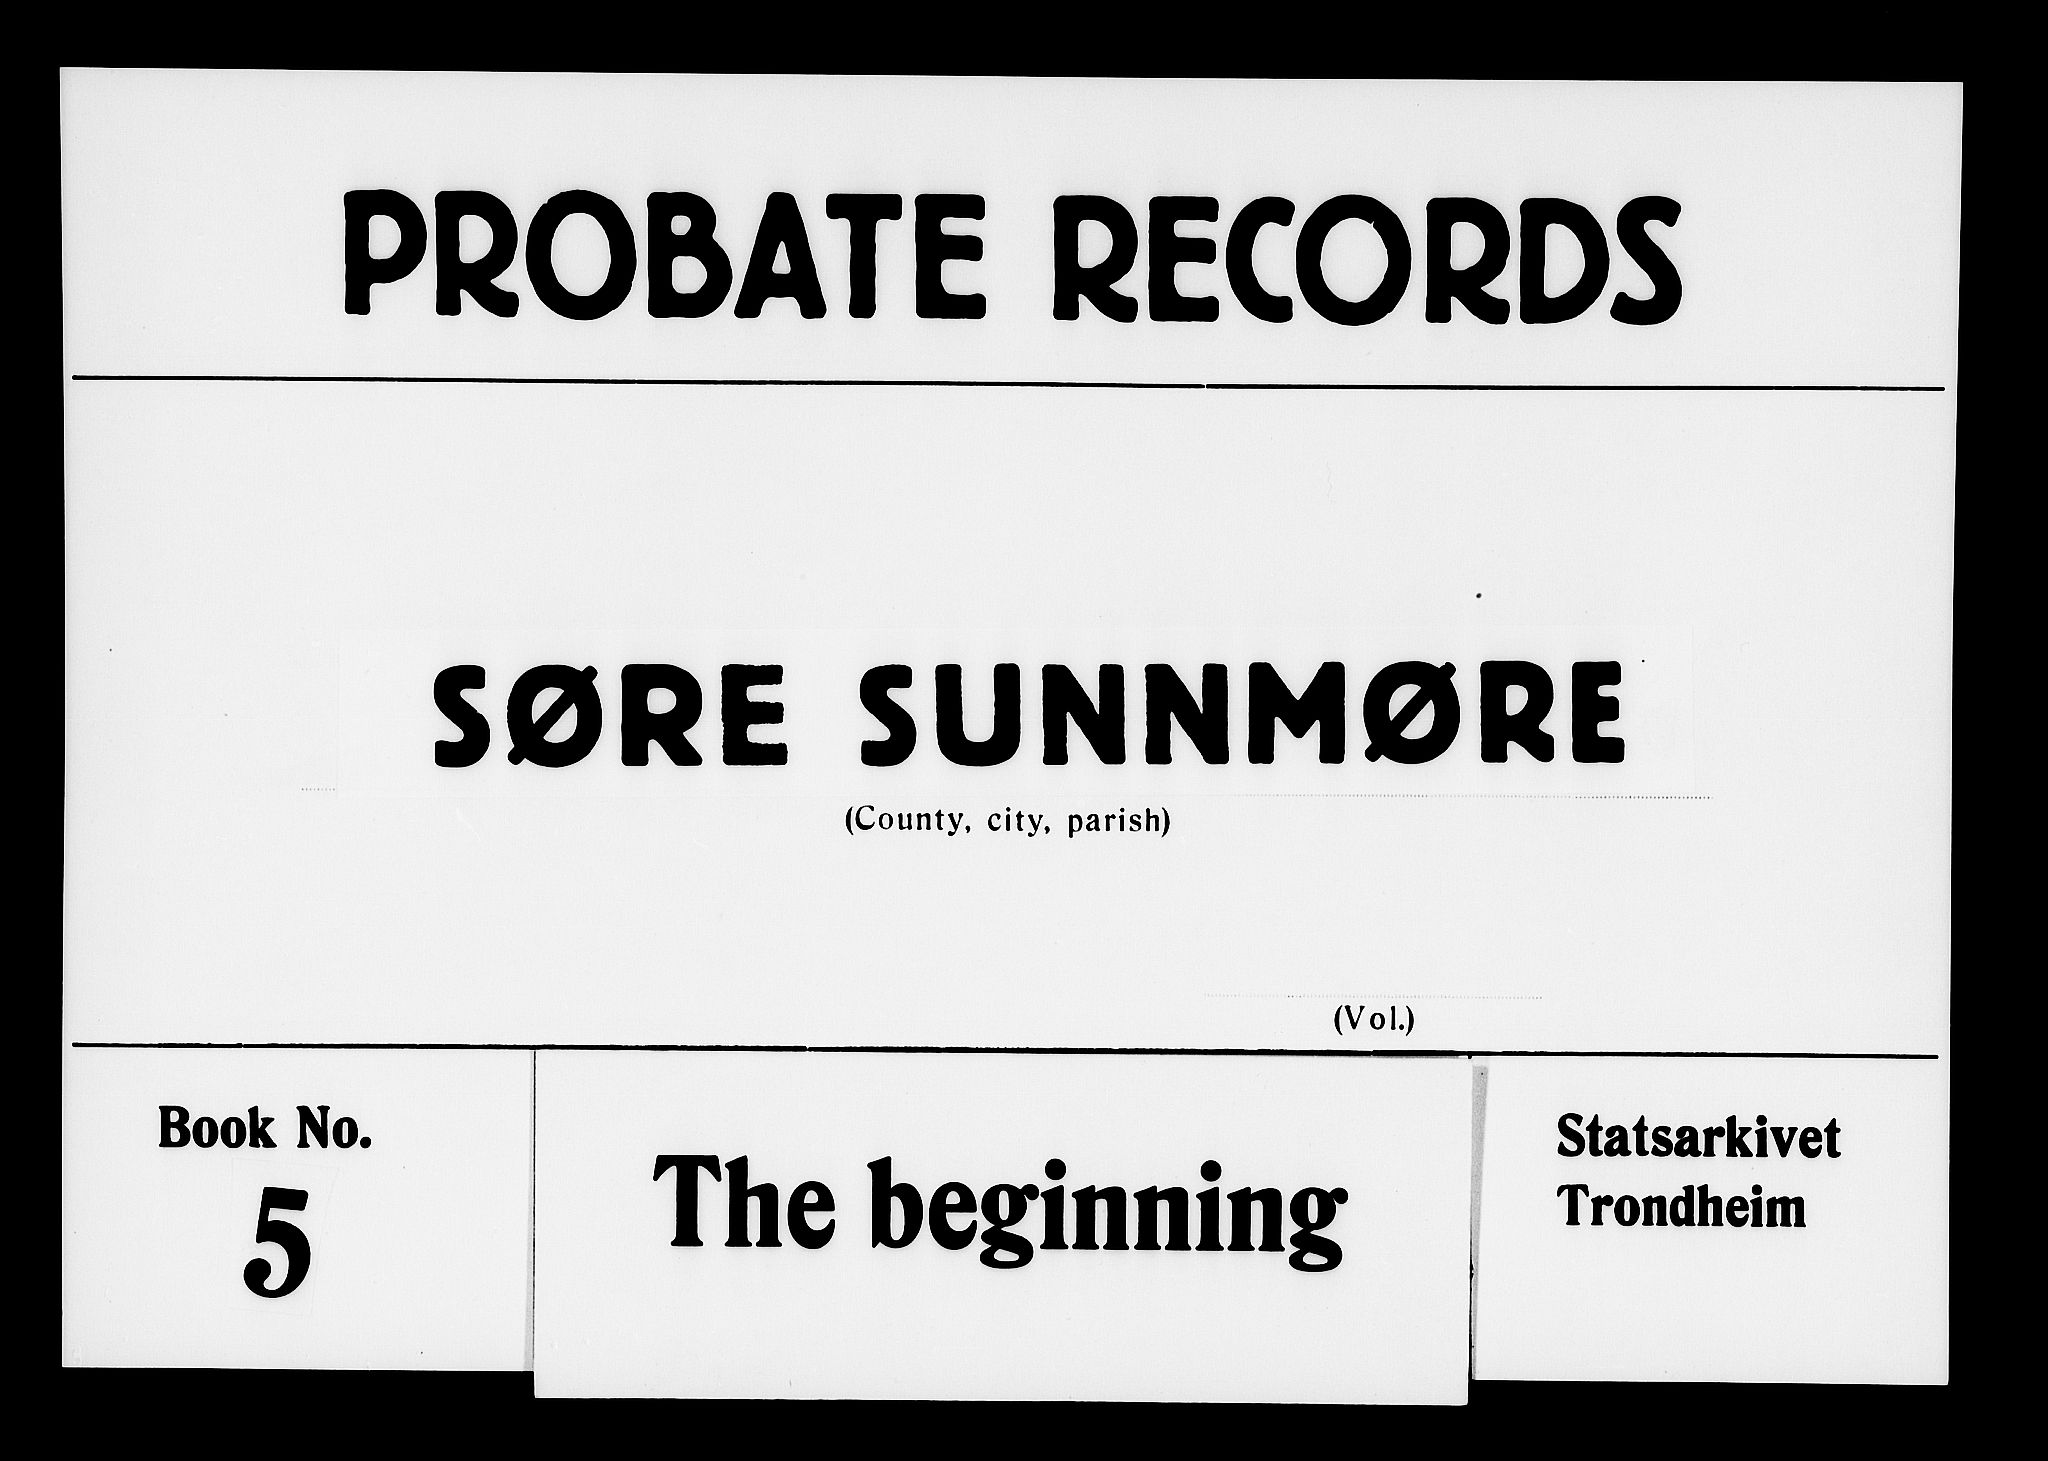 PROBATE RECORDS
SØRE SUNNMØRE
(County, city, parish)
(Vol.)
Book No.
5
The beginning
Statsarkivet
Trondheim